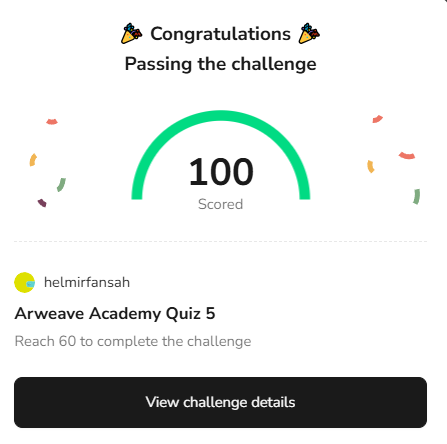 Congratulations
Passing the challenge
100
Scored
helmirfansah
Arweave Academy Quiz 5
Reach 60 to complete the challenge
View challenge details